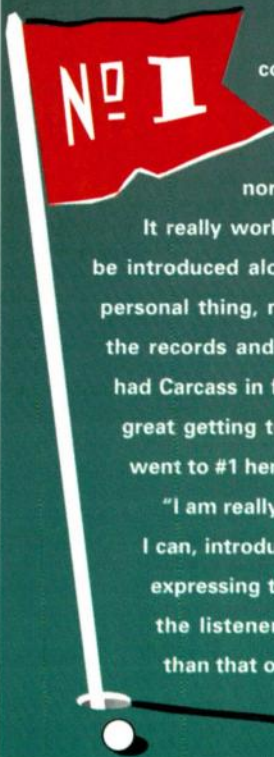 Nº 1
co
nor
It really worl
be introduced alo
personal thing, r
the records and
had Carcass in t
great getting t
went to #1 her
"I am really
I can, introdu
expressing t
the listener
than that o